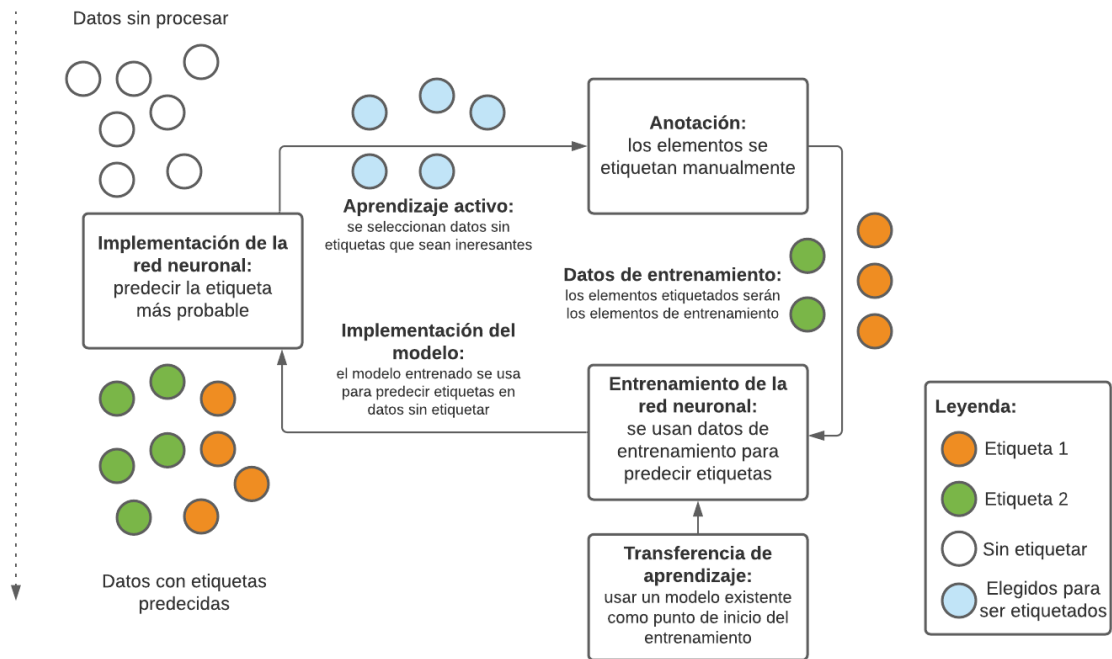 Datos sin procesar
Anotación:
los elementos se
etiquetan manualmente
Aprendizaje activo:
se seleccionan datos sin
etiquetas que sean ineresantes
Implementación de la
red neuronal:
predecir la etiqueta
más probable
Datos de entrenamiento:
los elementos etiquetados serán
los elementos de entrenamiento
Implementación del
modelo:
el modelo entrenado se usa
para predecir etiquetas en
datos sin etiquetar
Entrenamiento de la
red neuronal:
se usan datos de
entrenamiento para
predecir etiquetas
Transferencia de
aprendizaje:
usar un modelo existente
como punto de inicio del
entrenamiento
Datos con etiquetas
predecidas
Leyenda:
Etiqueta 1
Etiqueta 2
Sin etiquetar
Elegidos para
ser etiquetados